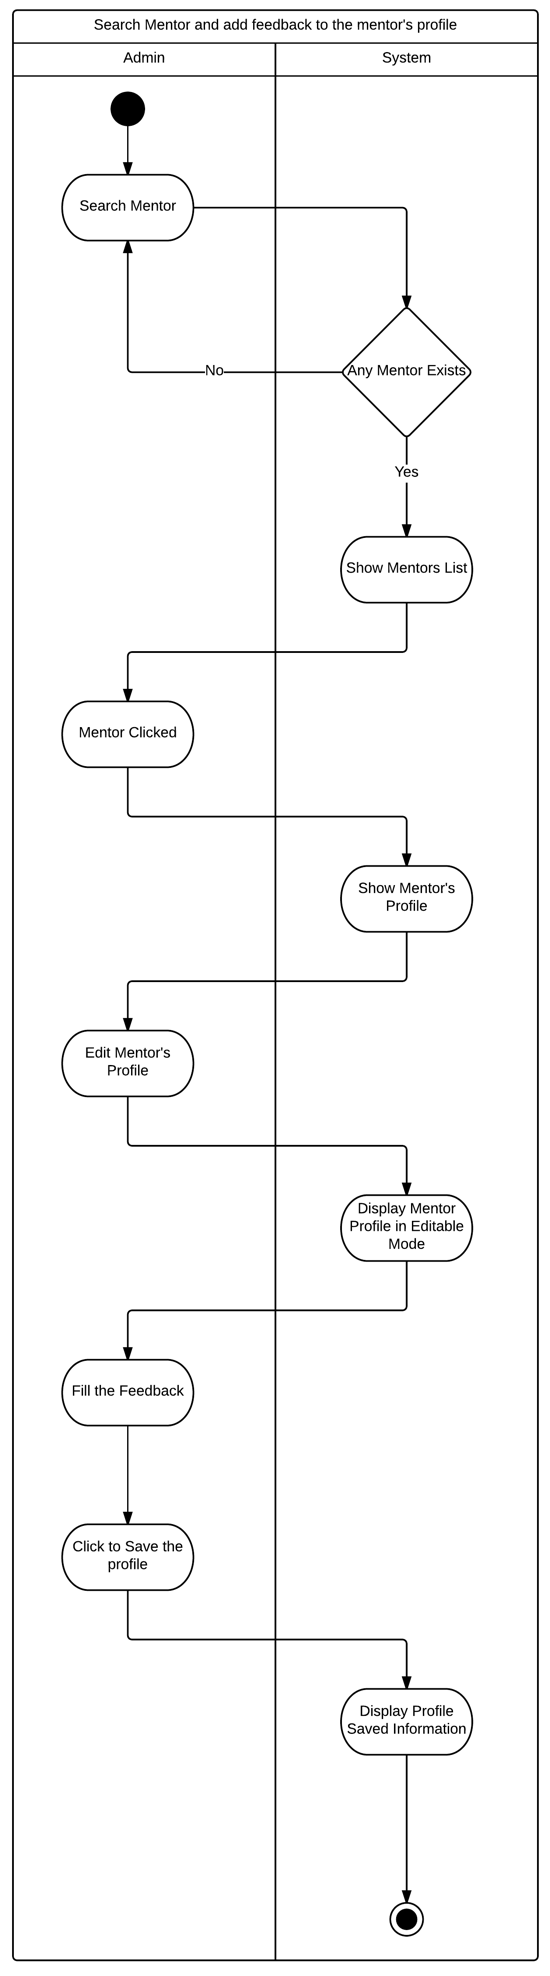 Search Mentor and add feedback to the mentor's profile
Admin
System
Search Mentor
Any Mentor Exists
No
Yes
Show Mentors List
Mentor Clicked
Show Mentor's
Profile
Edit Mentor's
Profile
Display Mentor
Profile in Editable
Mode
Fill the Feedback
Click to Save the
profile
Display Profile
Saved Information